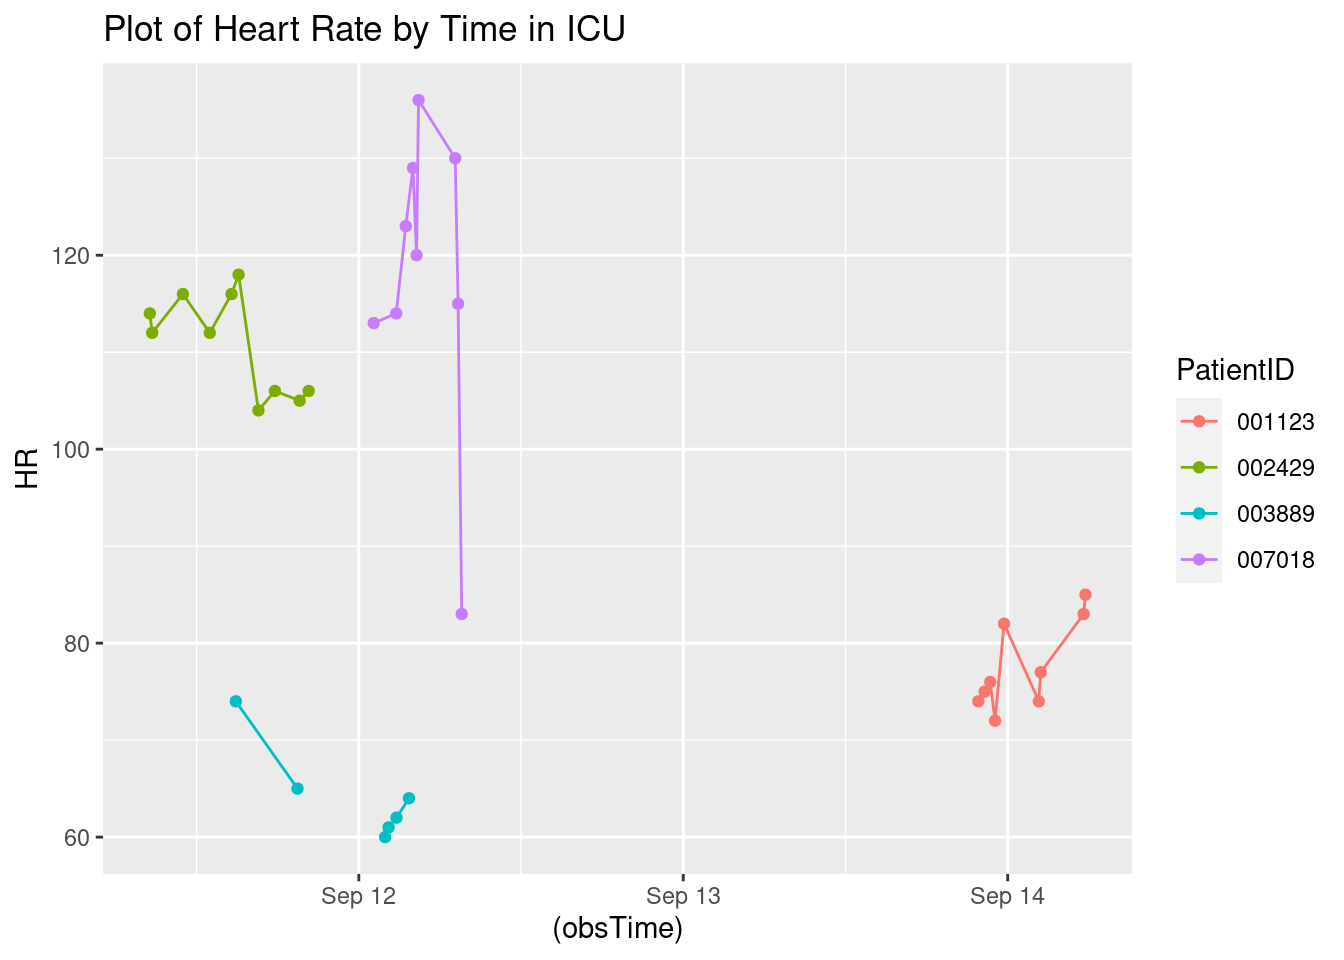 Plot of Heart Rate by Time in ICU
HR
120
100
80
60
Sep 12
Sep 13
Sep 14
(obsTime)
PatientID
001123
002429
003889
007018